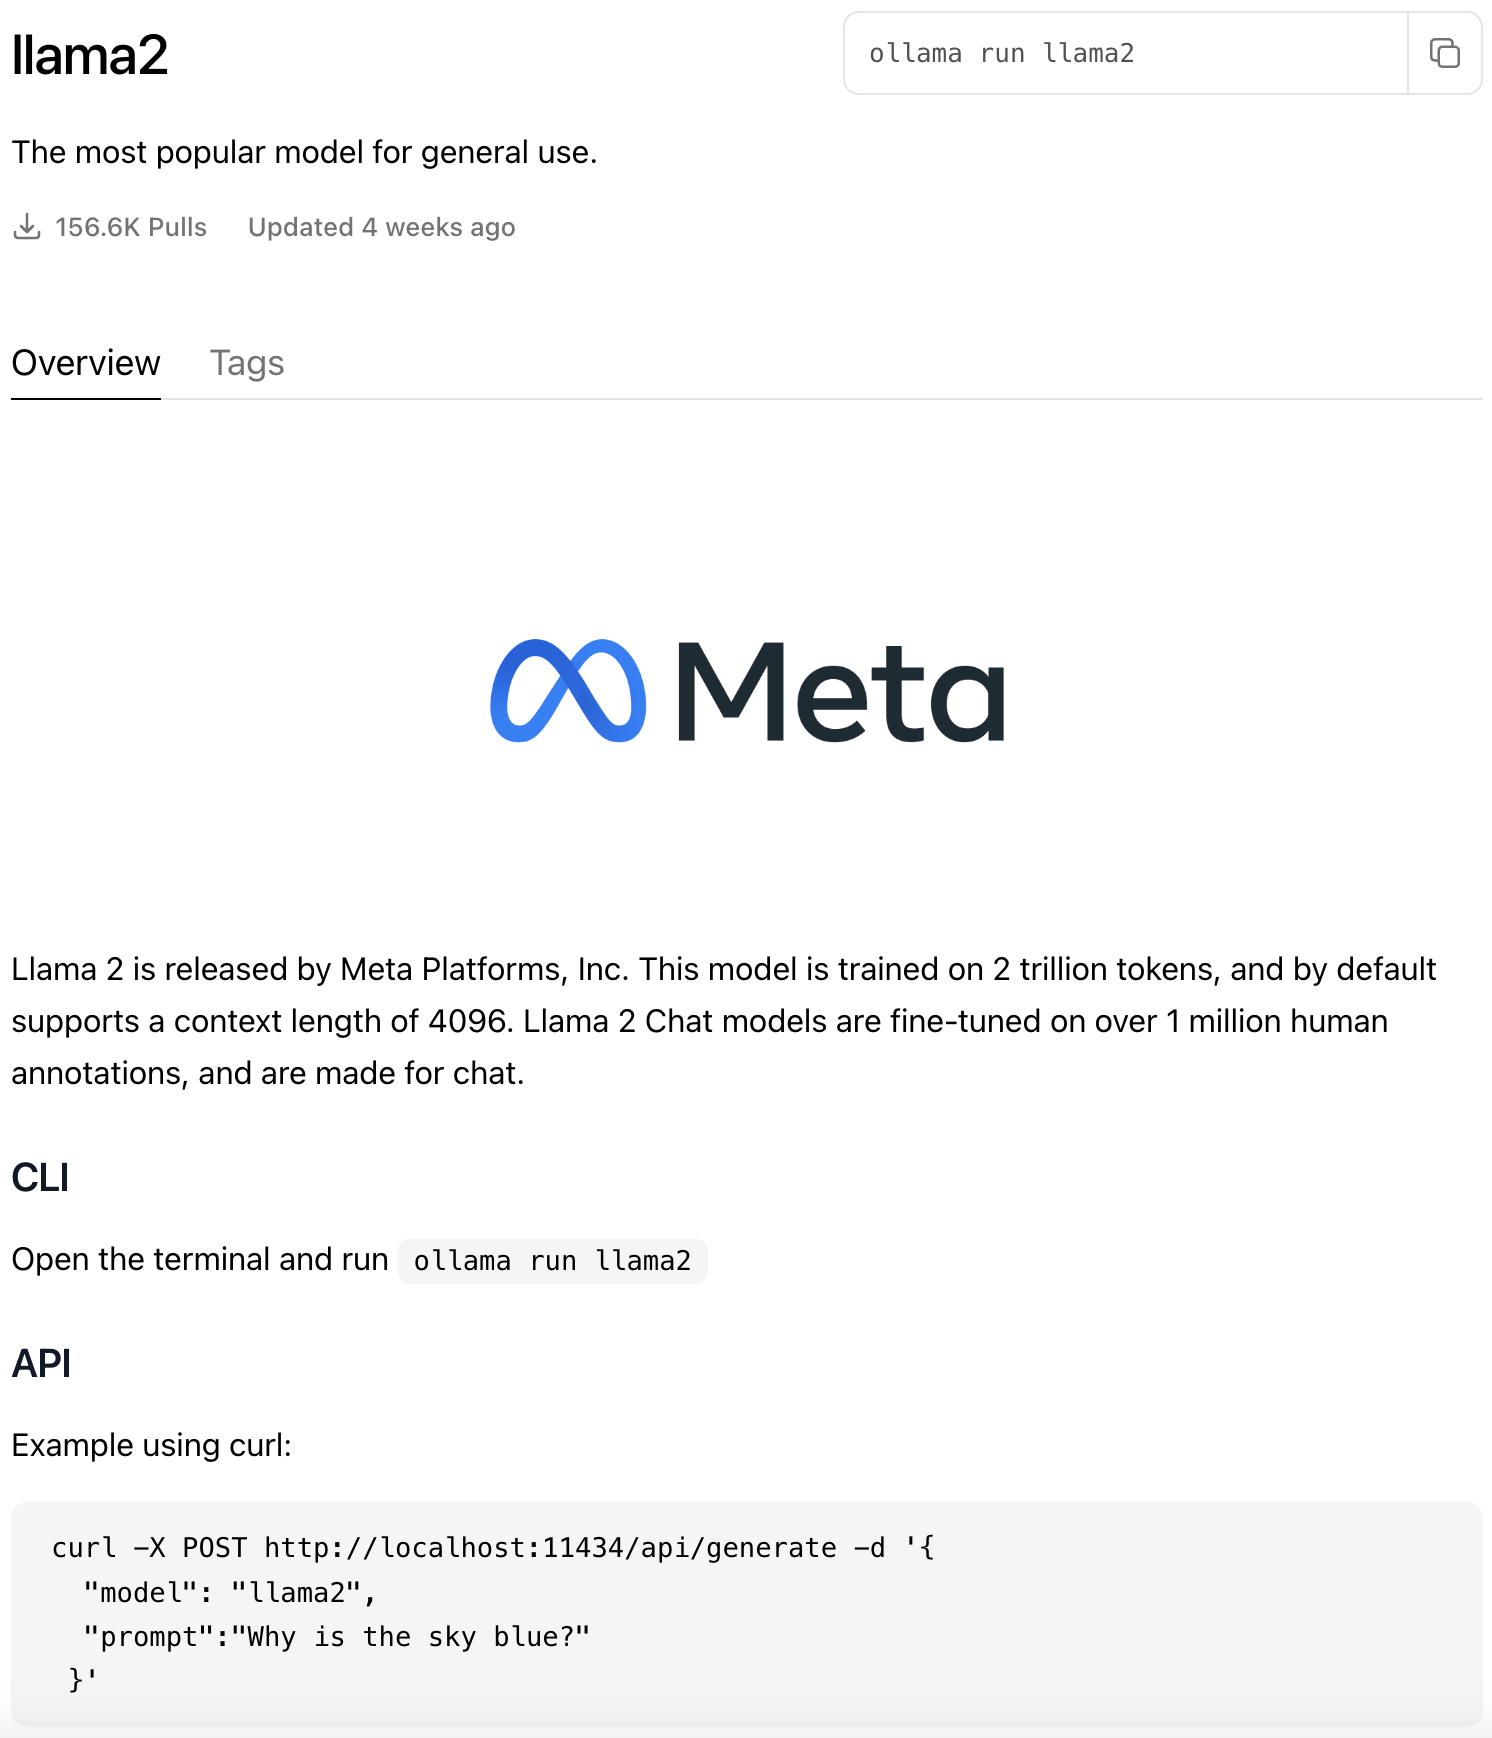 llama2
ollama run llama2
The most popular model for general use.
156.6K Pulls Updated 4 weeks ago
Overview Tags
Meta
Llama 2 is released by Meta Platforms, Inc. This model is trained on 2 trillion tokens, and by default
supports a context length of 4096. Llama 2 Chat models are fine-tuned on over 1 million human
annotations, and are made for chat.
CLI
Open the terminal and run ollama run llama2
API
Example using curl:
curl -X POST http://localhost:11434/api/generate -d '{
  "model": "llama2",
  "prompt":"Why is the sky blue?"
 }'